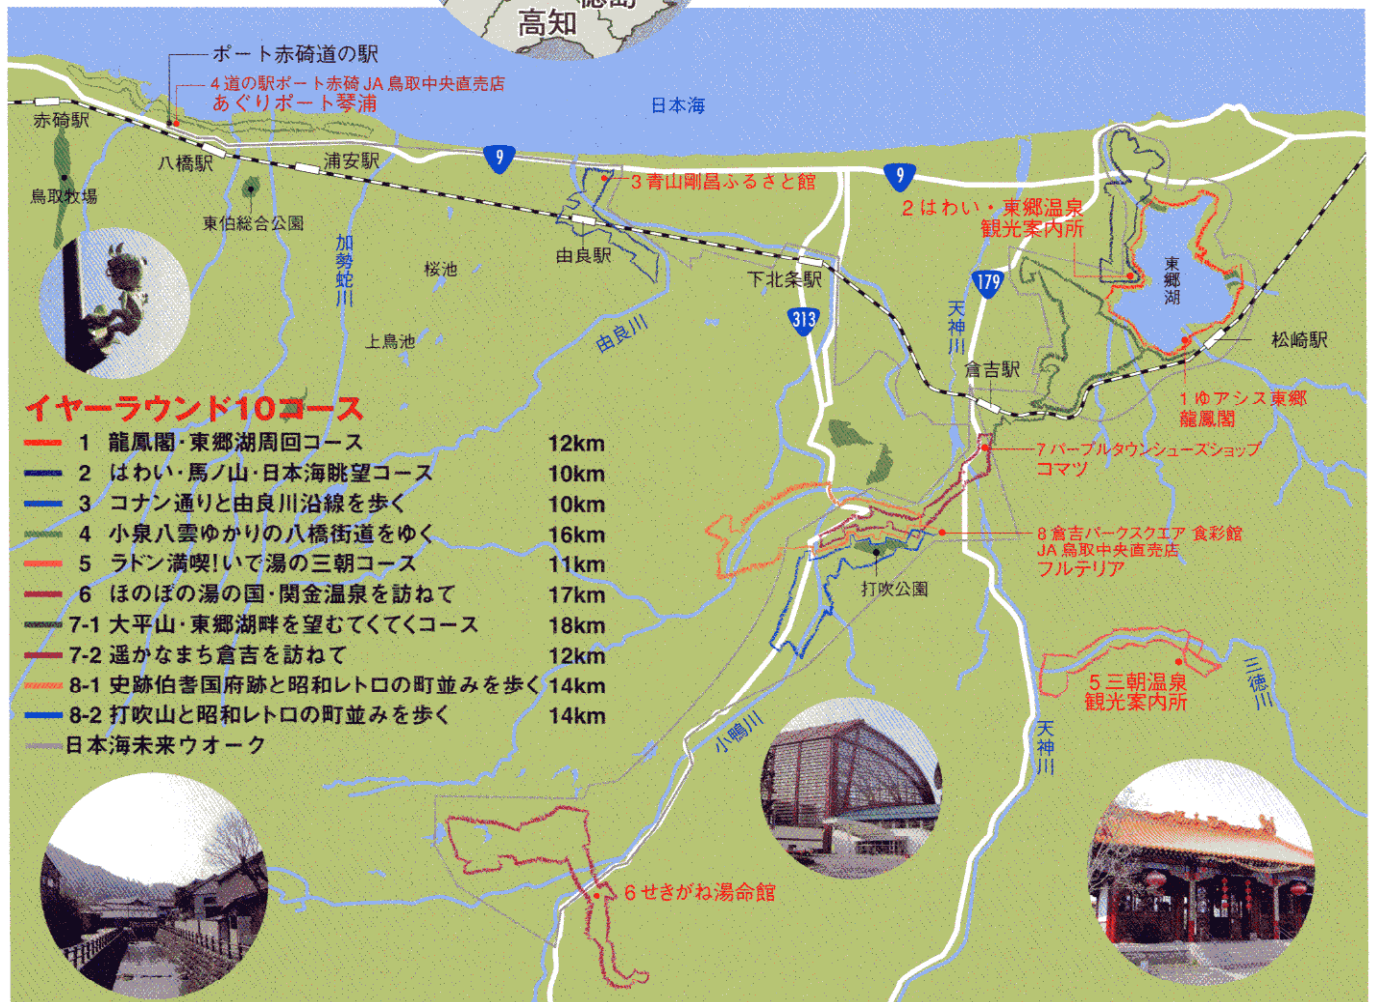 徳島
高知
ポート赤碕道の駅
4 道の駅ポート赤碕 JA 鳥取中央直売店
あぐりポート琴浦
日本海
赤碕駅
八橋駅
浦安駅
9
9
3 青山剛昌ふるさと館
鳥取牧場
東伯総合公園
2 はわい・東郷温泉
観光案内所
加勢蛇川
桜池
由良駅
下北条駅
179
東郷湖
天神川
313
由良川
上鳥池
倉吉駅
松崎駅
1 ゆアシス東郷
龍鳳閣
イヤーラウンド10コース
1 龍鳳閣・東郷湖周回コース 12km
2 はわい・馬ノ山・日本海眺望コース 10km
3 コナン通りと由良川沿線を歩く 10km
4 小泉八雲ゆかりの八橋街道をゆく 16km
5 ラドン満喫!いで湯の三朝コース 11km
6 ほのぼの湯の国・関金温泉を訪ねて 17km
7-1 大平山・東郷湖畔を望むてくてくコース 18km
7-2 遥かなまち倉吉を訪ねて 12km
8-1 史跡伯耆国府跡と昭和レトロの町並みを歩く 14km
8-2 打吹山と昭和レトロの町並みを歩く 14km
日本海未来ウオーク
7 パープルタウンシューズショップ
コマツ
8 倉吉パークスクエア 食彩館
JA 鳥取中央直売店
フルテリア
打吹公園
5 三朝温泉
観光案内所
三徳川
小鴨川
天神川
6 せきがね湯命館